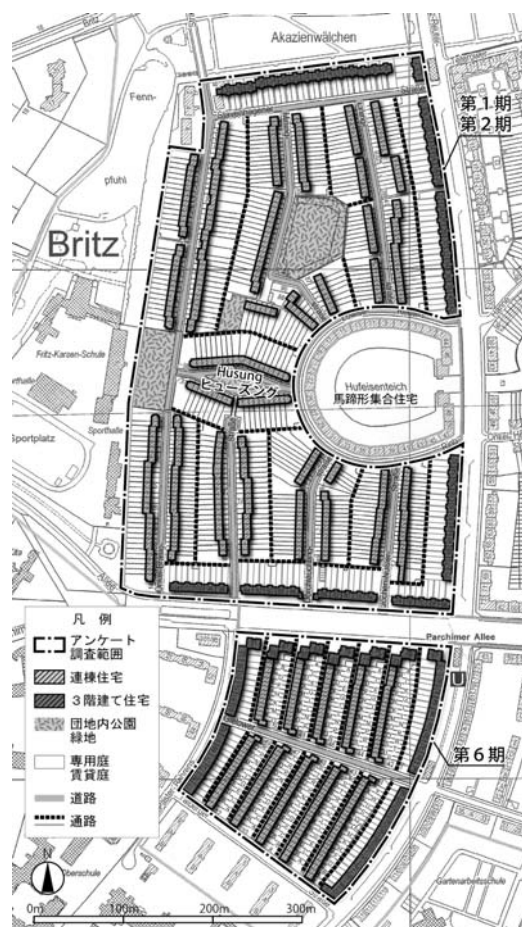 Britz
Akazienwäldchen
Fenn-
pfuhl
第1期
第2期
Britz
Fritz-Karzen-Schule
Sporthalle
Sportplatz
Husung
ヒューズング
Hufeisenteich
馬蹄形集合住宅
Parchimer Allee
U
第6期
凡 例
アンケート
調査範囲
連棟住宅
3階建て住宅
団地内公園
緑地
専用庭
賃貸庭
道路
通路
N
Oberschule
Gartenarbeitsschule
0m 100m 200m 300m